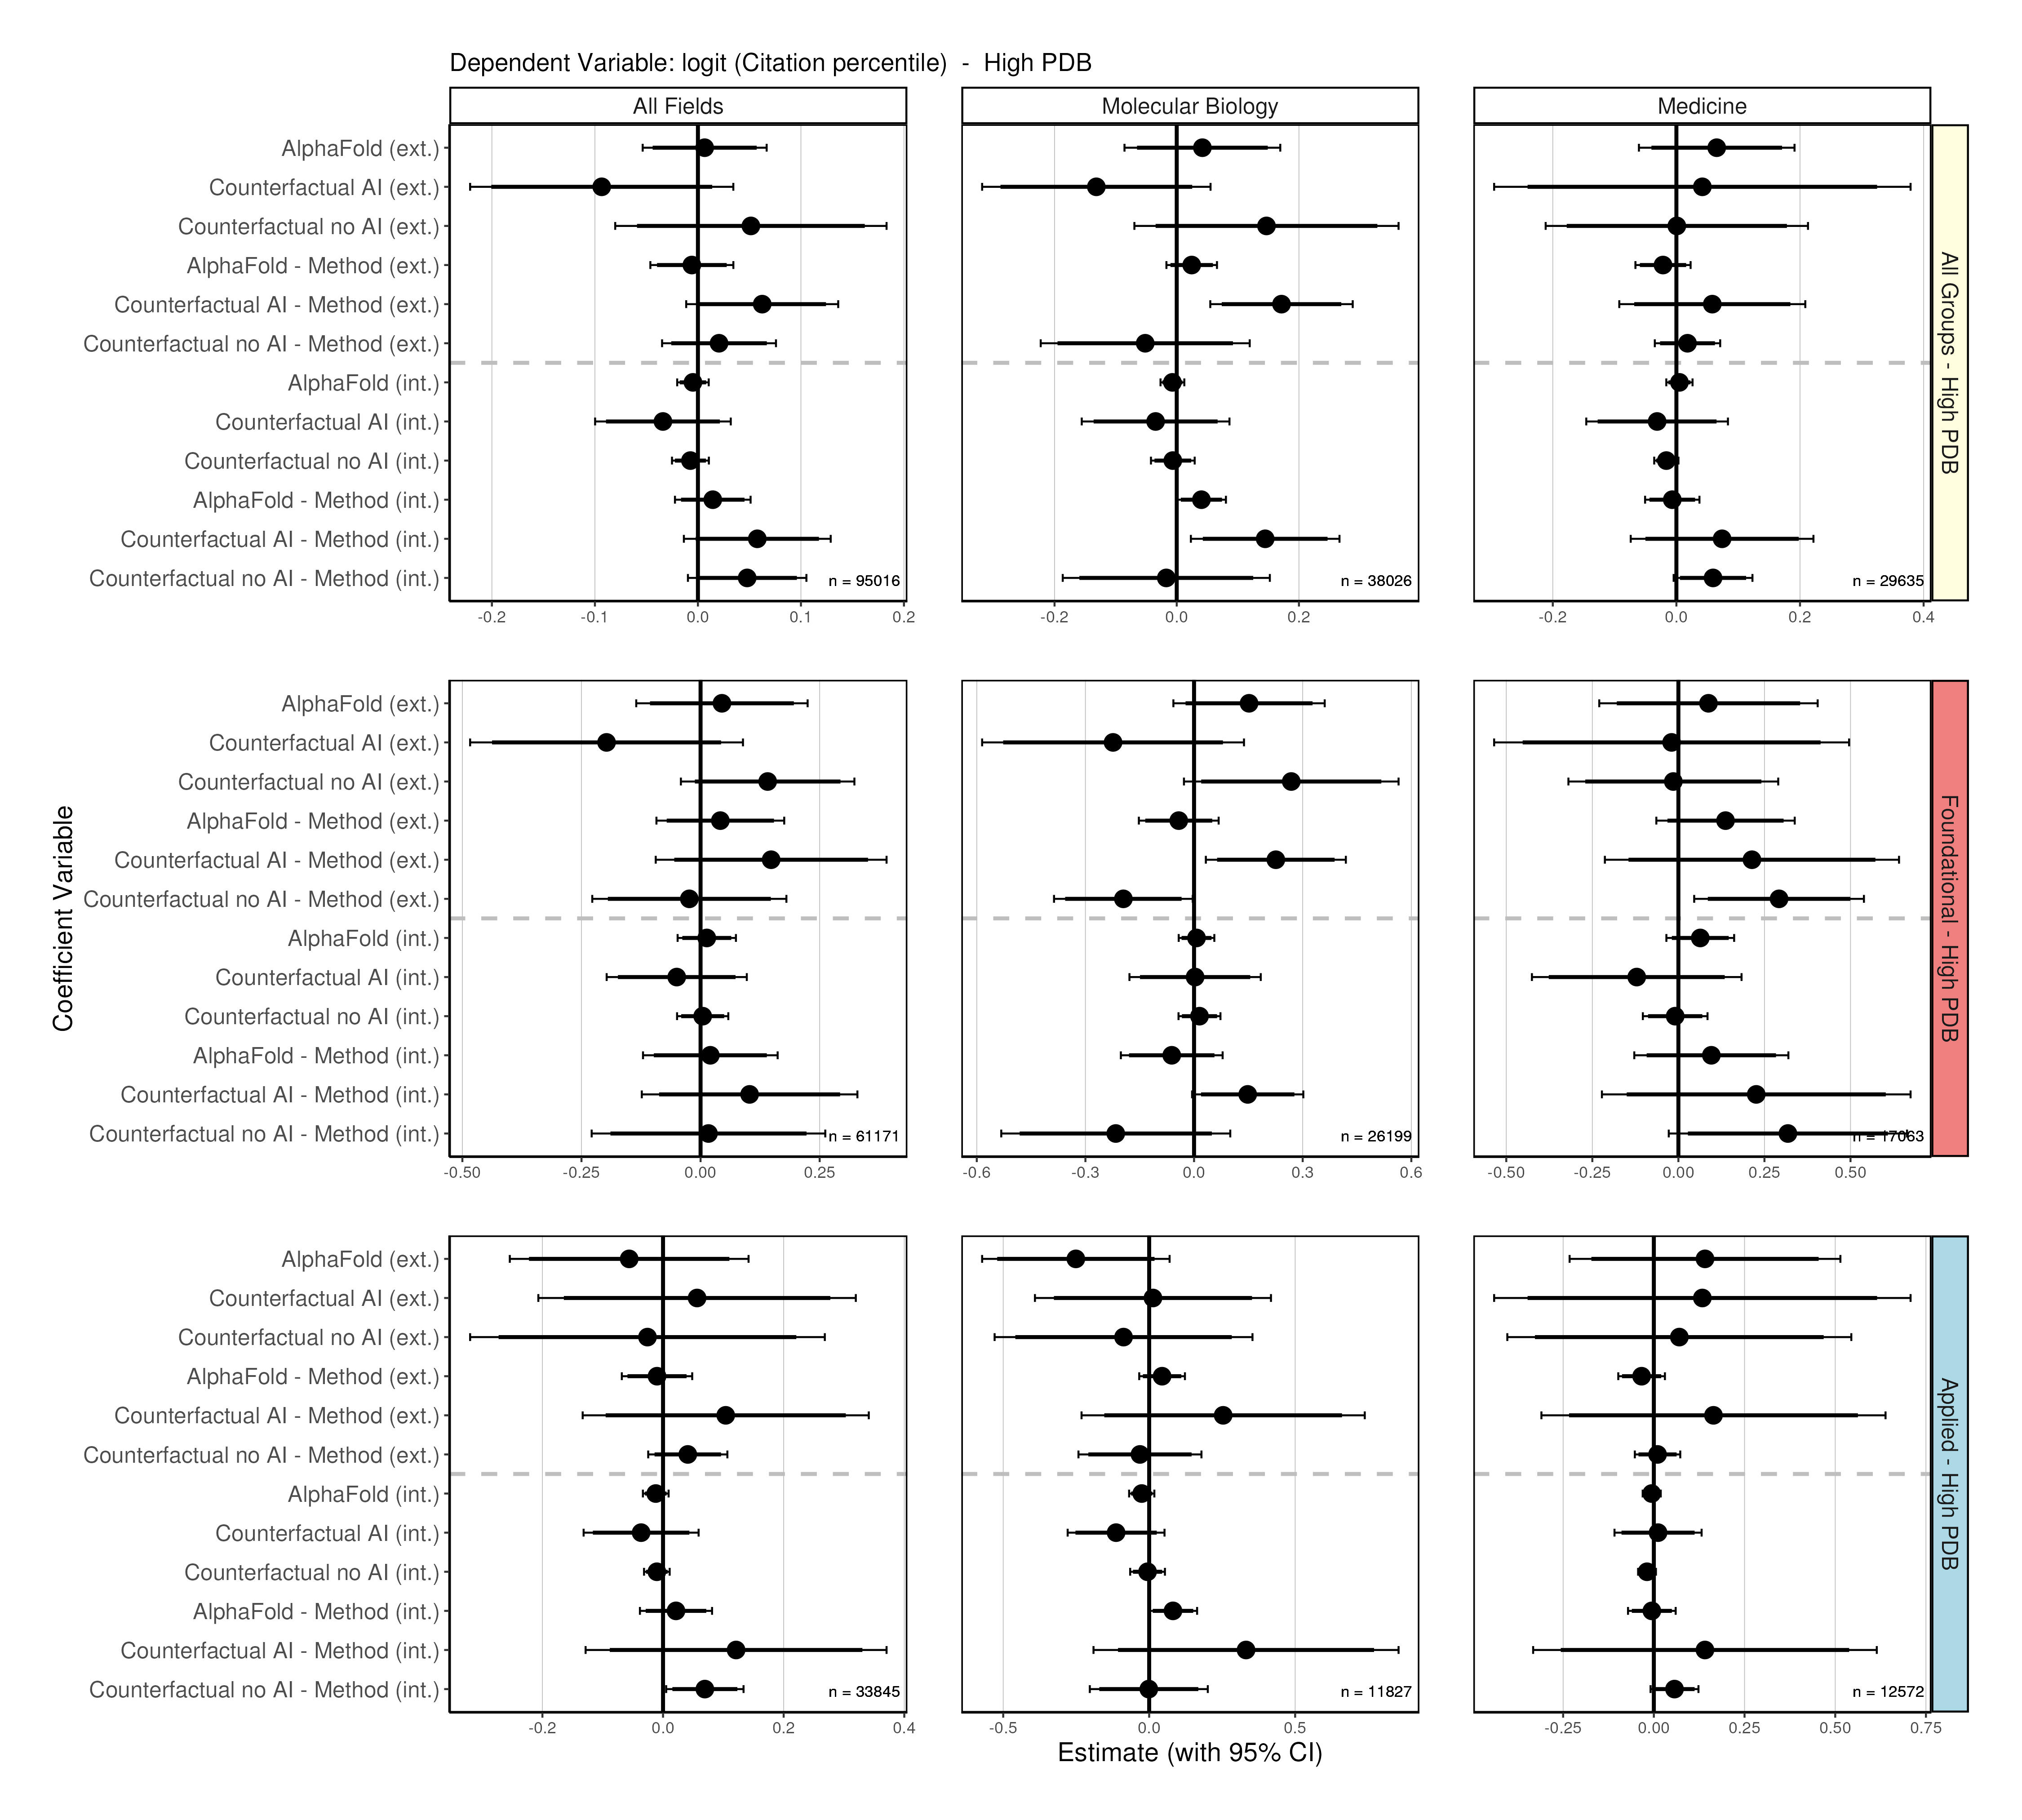 Dependent Variable: logit (Citation percentile) - High PDB
All Fields
Molecular Biology
Medicine
AlphaFold (ext.)
Counterfactual AI (ext.)
Counterfactual no AI (ext.)
AlphaFold - Method (ext.)
Counterfactual AI - Method (ext.)
Counterfactual no AI - Method (ext.)
AlphaFold (int.)
Counterfactual AI (int.)
Counterfactual no AI (int.)
AlphaFold - Method (int.)
Counterfactual AI - Method (int.)
Counterfactual no AI - Method (int.)
n = 95016
n = 38026
n = 29635
All Groups - High PDB
-0.2 -0.1 0.0 0.1 0.2
-0.2 0.0 0.2
-0.2 0.0 0.2 0.4
Coefficient Variable
AlphaFold (ext.)
Counterfactual AI (ext.)
Counterfactual no AI (ext.)
AlphaFold - Method (ext.)
Counterfactual AI - Method (ext.)
Counterfactual no AI - Method (ext.)
AlphaFold (int.)
Counterfactual AI (int.)
Counterfactual no AI (int.)
AlphaFold - Method (int.)
Counterfactual AI - Method (int.)
Counterfactual no AI - Method (int.)
n = 61171
n = 26199
n = 17063
Foundational - High PDB
-0.50 -0.25 0.00 0.25
-0.6 -0.3 0.0 0.3 0.6
-0.50 -0.25 0.00 0.25 0.50
AlphaFold (ext.)
Counterfactual AI (ext.)
Counterfactual no AI (ext.)
AlphaFold - Method (ext.)
Counterfactual AI - Method (ext.)
Counterfactual no AI - Method (ext.)
AlphaFold (int.)
Counterfactual AI (int.)
Counterfactual no AI (int.)
AlphaFold - Method (int.)
Counterfactual AI - Method (int.)
Counterfactual no AI - Method (int.)
n = 33845
n = 11827
n = 12572
Applied - High PDB
-0.2 0.0 0.2 0.4
-0.5 0.0 0.5
-0.25 0.00 0.25 0.50 0.75
Estimate (with 95% CI)